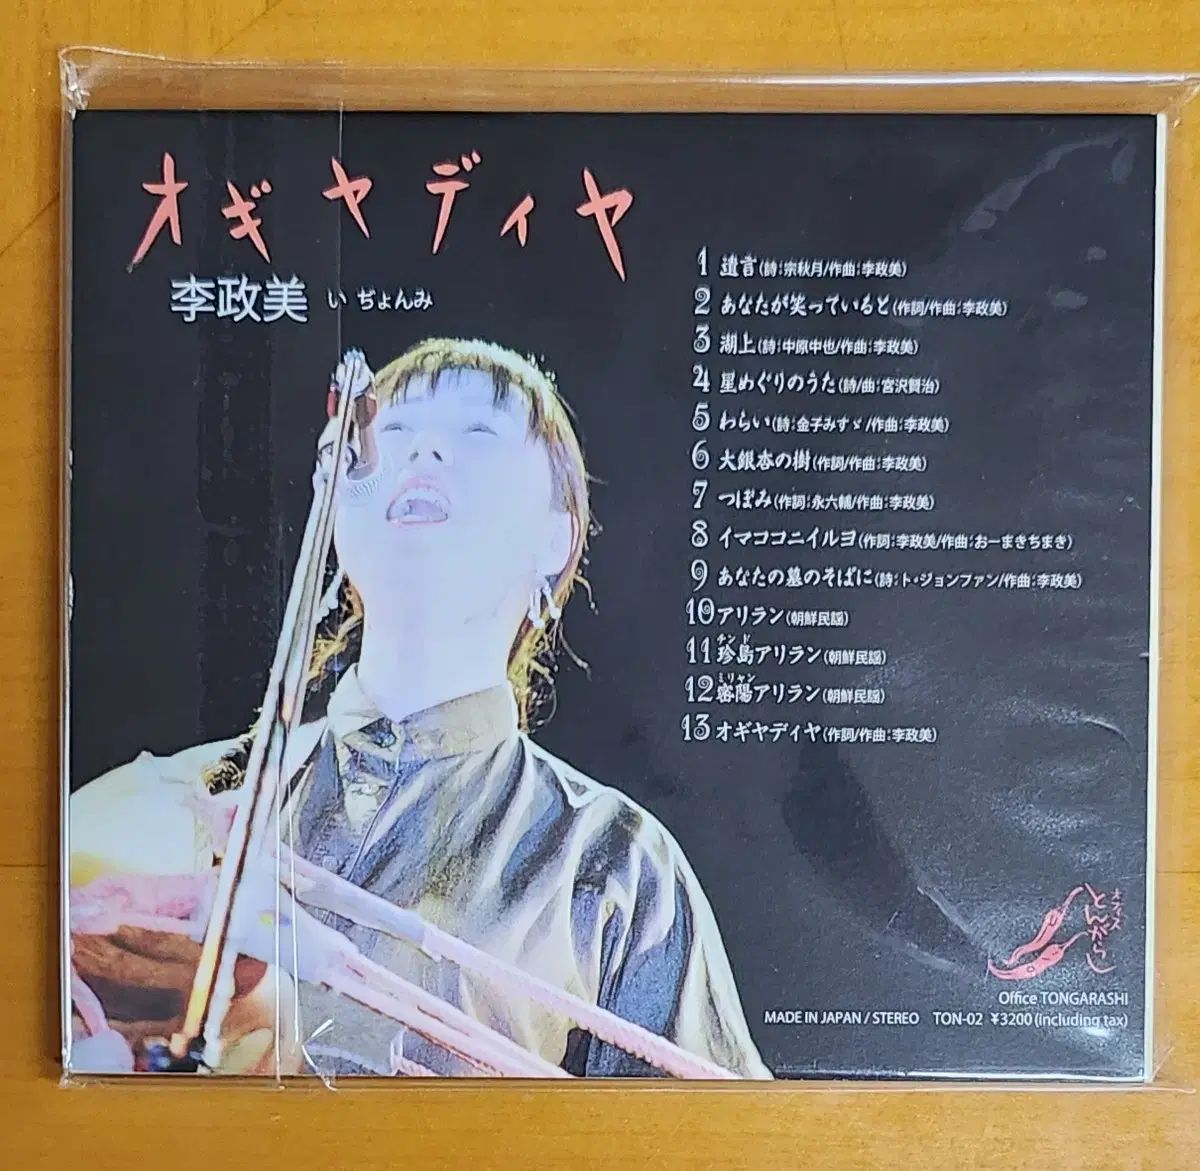 オギヤディヤ
李政美 い ぢょんみ
1 遺言(詩:宗秋月/作曲:李政美)
2 あなたが笑っていると(作詞/作曲:李政美)
3 湖上(詩:中原中也/作曲:李政美)
4 星めぐりのうた(詩/曲:宮沢賢治)
5 わらい(詩:金子みすゞ/作曲:李政美)
6 大銀杏の樹(作詞/作曲:李政美)
7 つぼみ(作詞:永六輔/作曲:李政美)
8 イマココニイルヨ(作詞:李政美/作曲:おーまきちまき)
9 あなたの墓のそばに(詩:ト・ジョンファン/作曲:李政美)
10 アリラン(朝鮮民謡)
チンド
11 珍島アリラン(朝鮮民謡)
ミリャン
12 密陽アリラン(朝鮮民謡)
13 オギヤディヤ(作詞/作曲:李政美)
オフィス
とんがらし
Office TONGARASHI
MADE IN JAPAN / STEREO TON-02 ¥3200 (including tax)